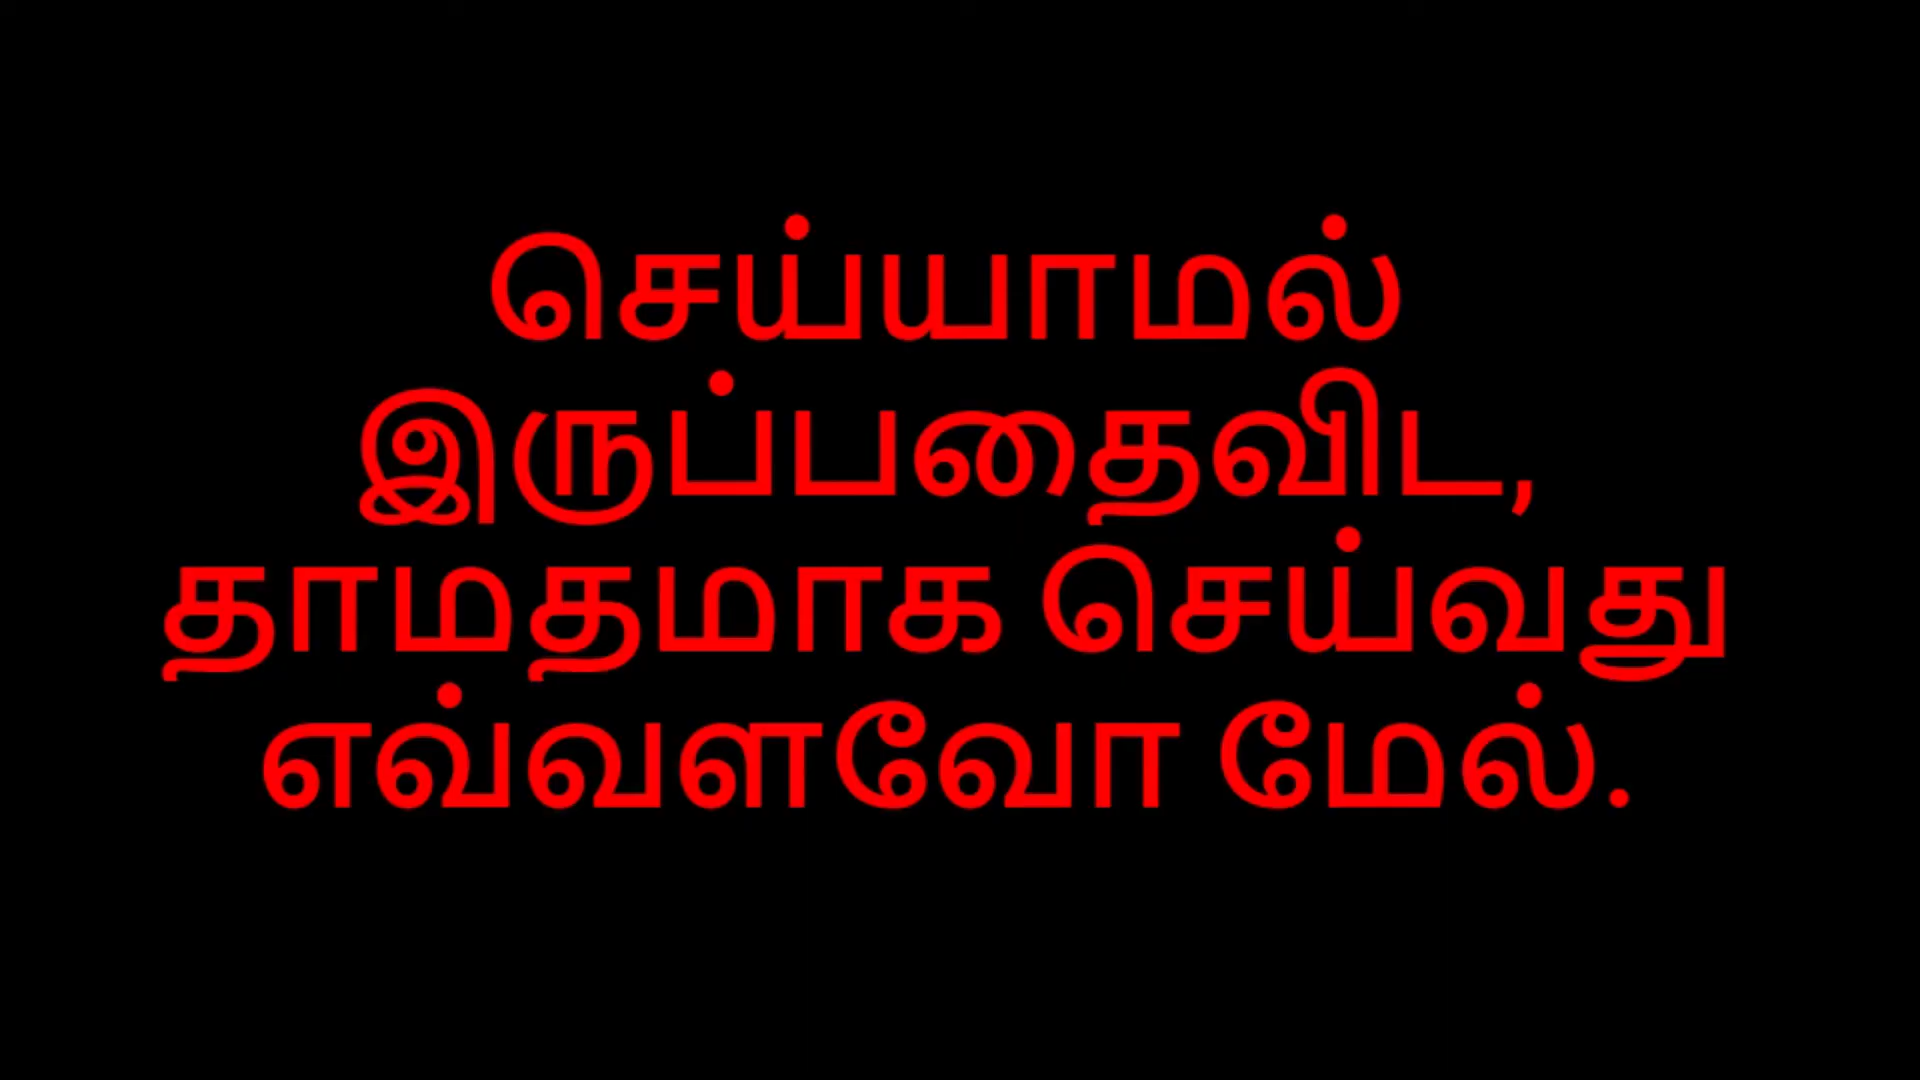 செய்யாமல்
இருப்பதைவிட,
தாமதமாக செய்வது
எவ்வளவோ மேல்.